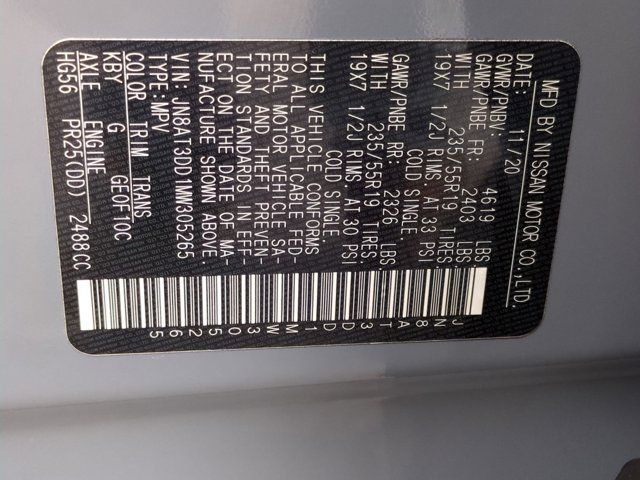 MFD BY NISSAN MOTOR CO.,LTD.
DATE: 11/20
GVWR/PNBV: 4619 LBS
GAWR/PNBE FR: 2403 LBS.
WITH 235/55R19 TIRES
19X7 1/2J RIMS. AT 33 PSI
COLD SINGLE.
GAWR/PNBE RR: 2326 LBS.
WITH 235/55R19 TIRES
19X7 1/2J RIMS. AT 30 PSI
COLD SINGLE.
THIS VEHICLE CONFORMS
TO ALL APPLICABLE FED-
ERAL MOTOR VEHICLE SA-
FETY AND THEFT PREVEN-
TION STANDARDS IN EFF-
ECT ON THE DATE OF MA-
NUFACTURE SHOWN ABOVE.
VIN: JN8AT3DD1MW305265
TYPE: MPV
COLOR TRIM TRANS
KBY G GE0F10C
AXLE ENGINE
HG56 PR25(DD) 2488CC
JN8AT3DD1MW305265